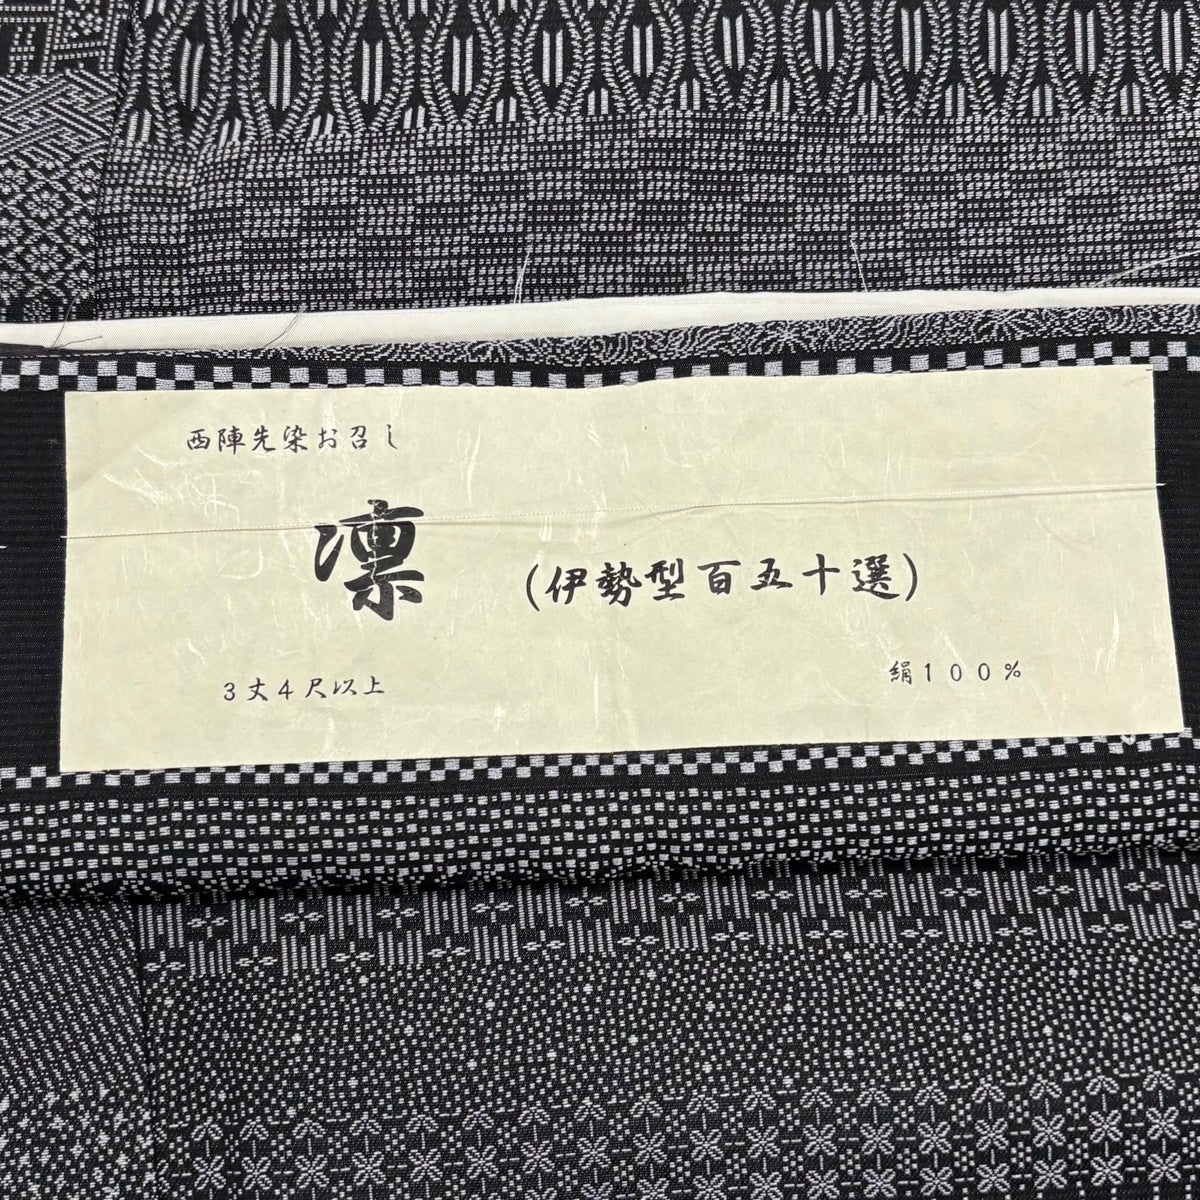 西陣先染お召し
凛
(伊勢型百五十選)
3丈4尺以上
絹100%